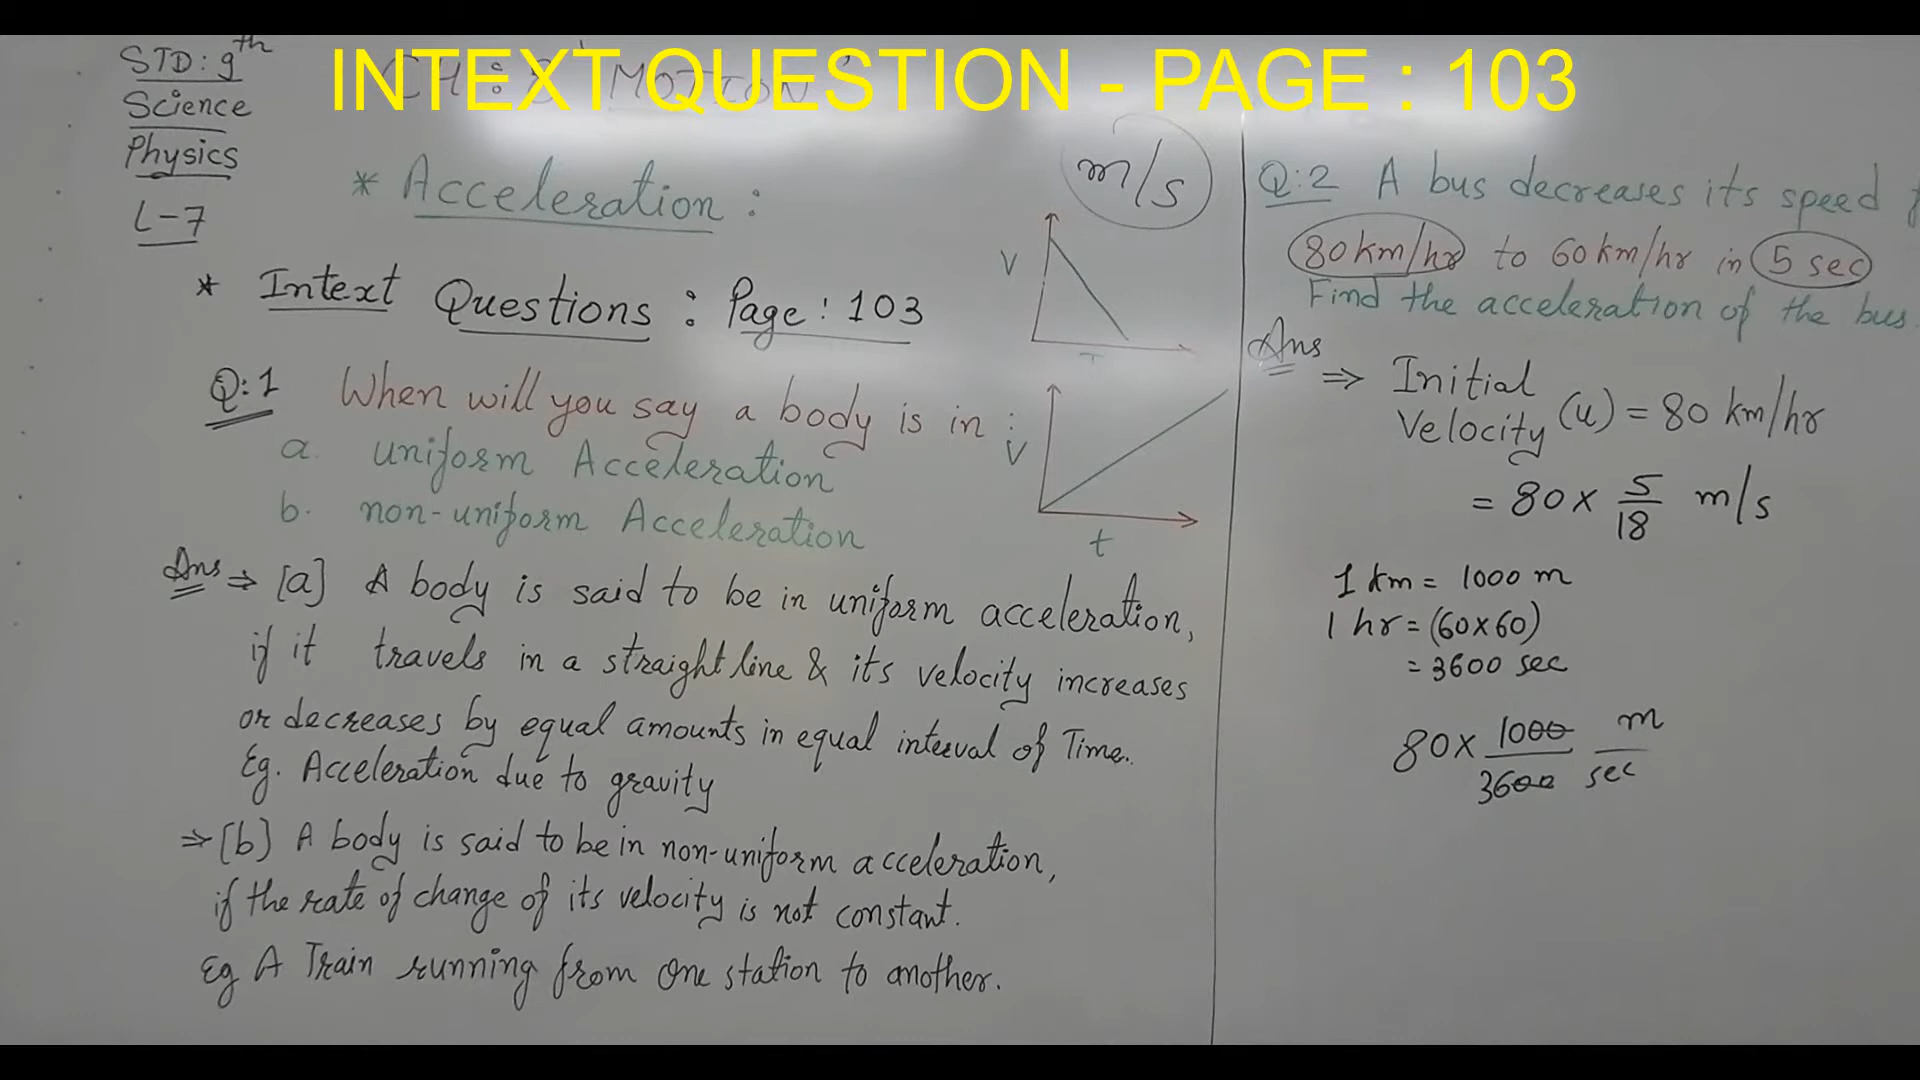 INTEXT QUESTION - PAGE : 103
STD: 9th
Science
Physics
L-7
CH: 8 MOTION
* Acceleration :
* Intext Questions : Page : 103
Q:1 When will you say a body is in :
a. uniform Acceleration
b. non-uniform Acceleration
Ans ⇒ [a] A body is said to be in uniform acceleration,
if it travels in a straight line & its velocity increases
or decreases by equal amounts in equal interval of Time.
Eg. Acceleration due to gravity
⇒ [b] A body is said to be in non-uniform acceleration,
if the rate of change of its velocity is not constant.
Eg A Train running from one station to another.
m/s
V
T
V
t
Q:2 A bus decreases its speed
80 km/hr to 60 km/hr in 5 sec
Find the acceleration of the bus.
Ans ⇒ Initial
Velocity (u) = 80 km/hr
= 80 × 5/18 m/s
1 km = 1000 m
1 hr = (60×60)
= 3600 sec
80 × 1000/3600 m/sec